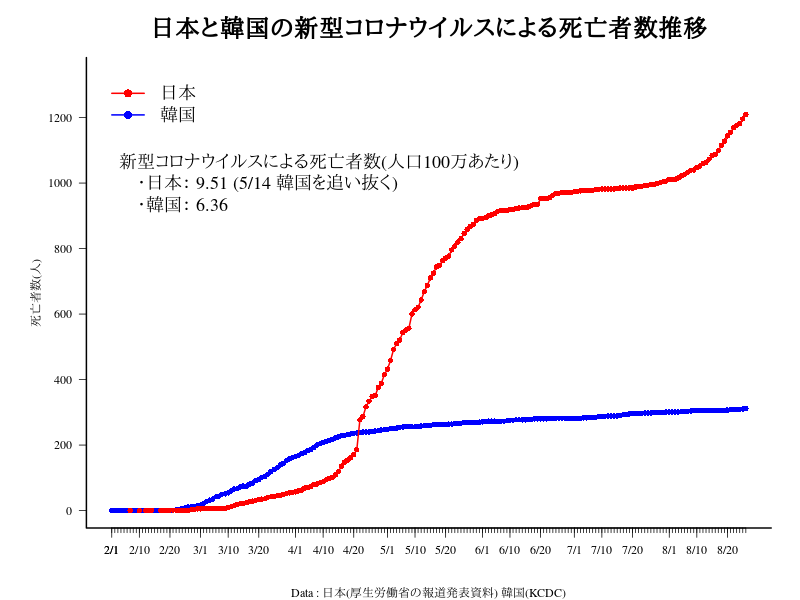 日本と韓国の新型コロナウイルスによる死亡者数推移
日本
韓国
新型コロナウイルスによる死亡者数(人口100万あたり)
・日本: 9.51 (5/14 韓国を追い抜く)
・韓国: 6.36
死亡者数(人)
1200
1000
800
600
400
200
0
2/1 2/10 2/20 3/1 3/10 3/20 4/1 4/10 4/20 5/1 5/10 5/20 6/1 6/10 6/20 7/1 7/10 7/20 8/1 8/10 8/20
Data : 日本(厚生労働省の報道発表資料) 韓国(KCDC)